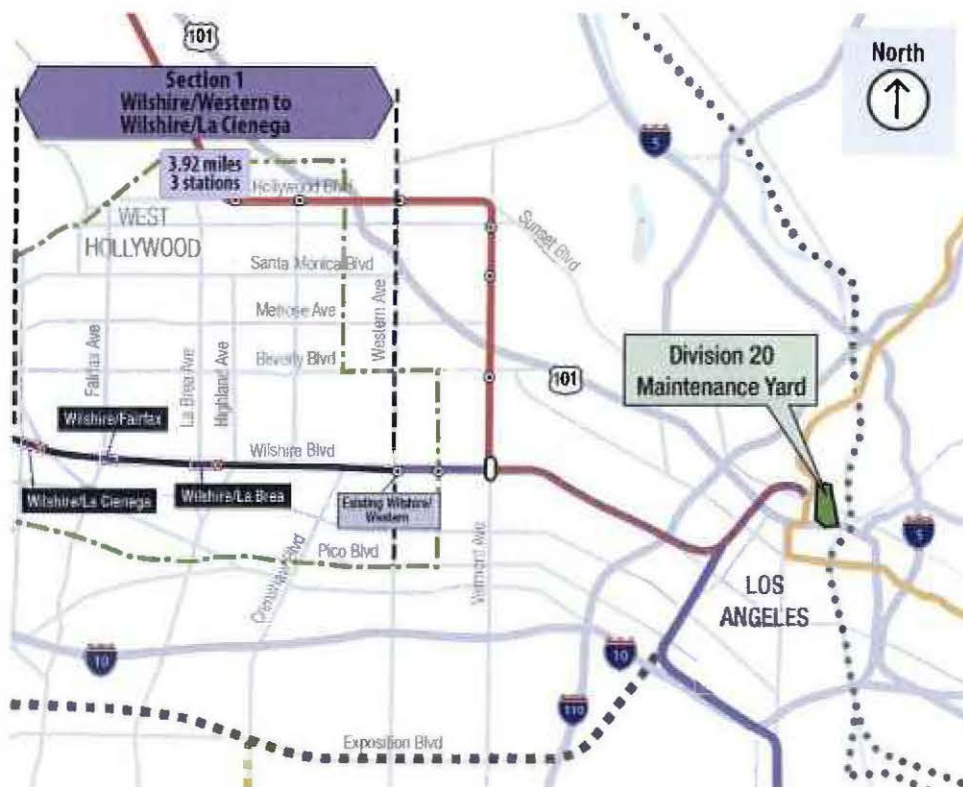 101
Section 1
Wilshire/Western to
Wilshire/La Cienega
3.92 miles
3 stations
North
5
Hollywood Blvd
WEST
HOLLYWOOD
Sunset Blvd
Santa Monica Blvd
Western Ave
Melrose Ave
Fairfax Ave
La Brea Ave
Highland Ave
Beverly Blvd
101
Division 20
Maintenance Yard
Wilshire/Fairfax
Wilshire Blvd
Wilshire/La Cienega
Wilshire/La Brea
Existing Wilshire/
Western
5
Pico Blvd
Crenshaw Blvd
Vermont Ave
LOS
ANGELES
10
10
110
Exposition Blvd